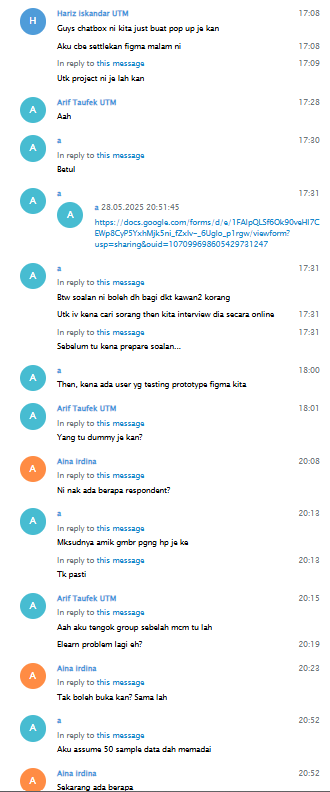 H
Hariz Iskandar UTM 17:08
Guys chatbox ni kita just buat pop up je kan
Aku cbe settlekan figma malam ni 17:08
In reply to this message 17:09
Utk project ni je lah kan
A
Arif Taufek UTM 17:28
Aah
A
a 17:30
In reply to this message
Betul
A
a 17:31
A
a 28.05.2025 20:51:45
https://docs.google.com/forms/d/e/1FAIpQLSf6Ok90veHI7C
EWp8CyP5YxhMjk5ni_fZxlv-_6Uglo_p1rgw/viewform?
usp=sharing&ouid=107099698605429731247
A
a 17:31
In reply to this message
Btw soalan ni boleh dh bagi dkt kawan2 korang
Utk iv kena cari sorang then kita interview dia secara online 17:31
In reply to this message 17:31
Sebelum tu kena prepare soalan...
A
a 18:00
Then, kena ada user yg testing prototype figma kita
A
Arif Taufek UTM 18:01
In reply to this message
Yang tu dummy je kan?
A
Aina Irdina 20:08
In reply to this message
Ni nak ada berapa respondent?
A
a 20:13
In reply to this message
Mksudnya amik gmbr pgng hp je ke
In reply to this message 20:13
Tk pasti
A
Arif Taufek UTM 20:15
In reply to this message
Aah aku tengok group sebelah mcm tu lah
Elearn problem lagi eh? 20:19
A
Aina Irdina 20:23
In reply to this message
Tak boleh buka kan? Sama lah
A
a 20:52
In reply to this message
Aku assume 50 sample data dah memadai
A
Aina Irdina 20:52
Sekarang ada berapa